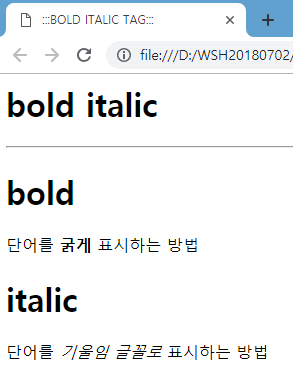 :::BOLD ITALIC TAG:::
file:///D:/WSH20180702/
bold italic
bold
단어를 굵게 표시하는 방법
italic
단어를 기울임 글꼴로 표시하는 방법